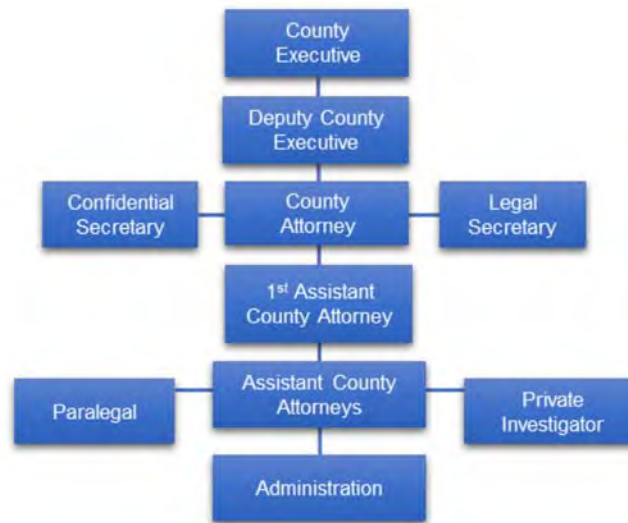 County
Executive
Deputy County
Executive
Confidential
Secretary
County
Attorney
Legal
Secretary
1st Assistant
County Attorney
Paralegal
Assistant County
Attorneys
Private
Investigator
Administration